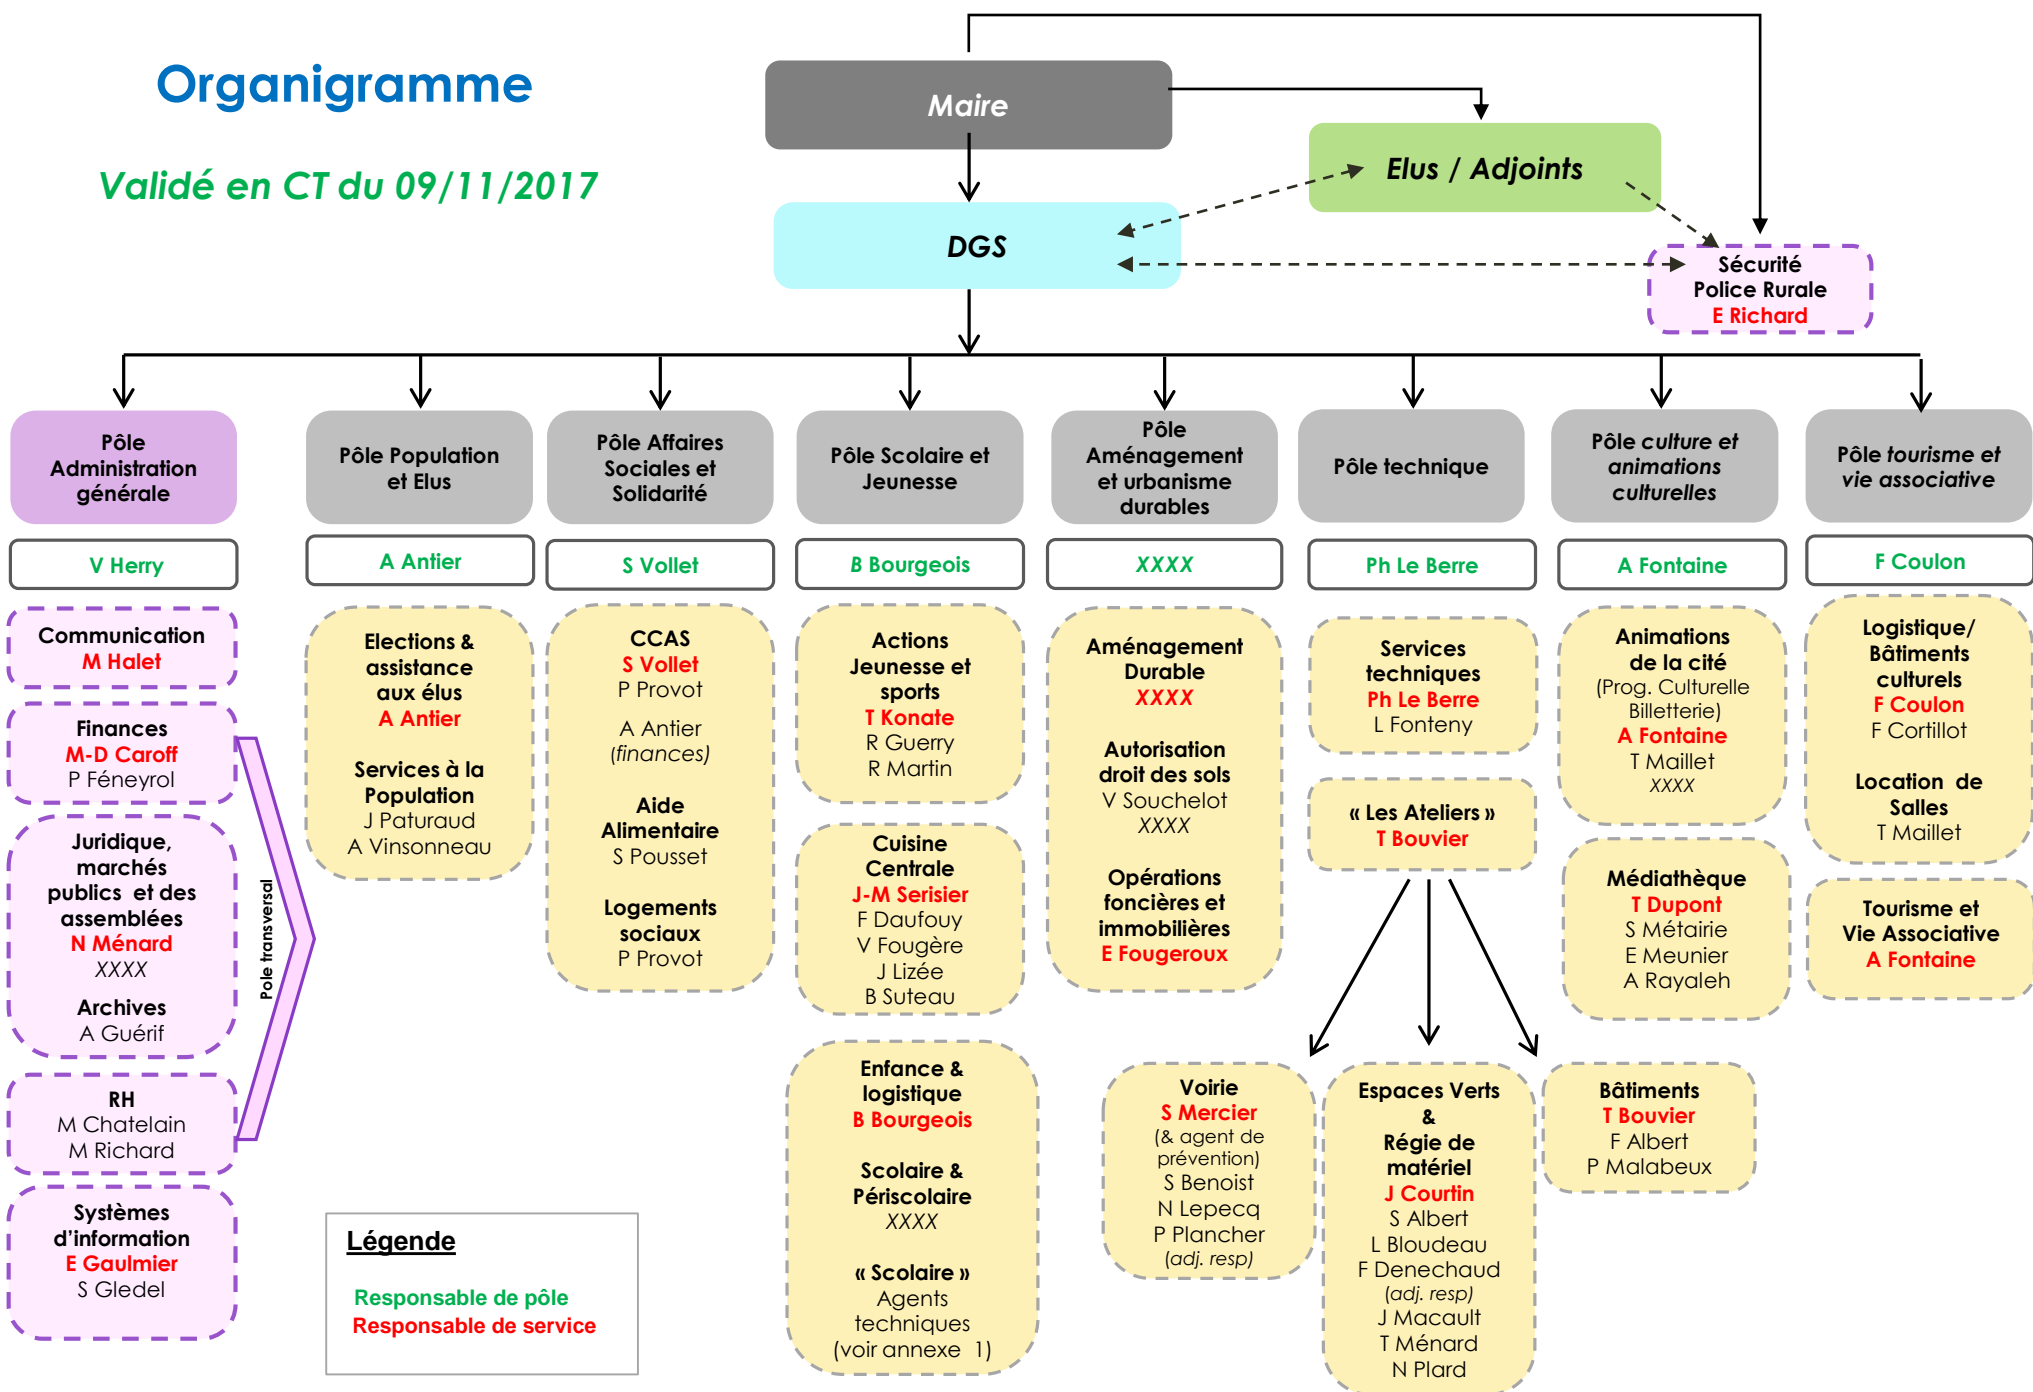 Organigramme
Validé en CT du 09/11/2017
Maire
Elus / Adjoints
DGS
Sécurité
Police Rurale
E Richard
Pôle
Administration
générale
V Herry
Communication
M Halet
Finances
M-D Caroff
P Féneyrol
Juridique,
marchés
publics et des
assemblées
N Ménard
XXXX
Archives
A Guérif
RH
M Chatelain
M Richard
Systèmes
d'information
E Gaulmier
S Gledel
Pole transversal
Pôle Population
et Elus
A Antier
Elections &
assistance
aux élus
A Antier
Services à la
Population
J Paturaud
A Vinsonneau
Pôle Affaires
Sociales et
Solidarité
S Vollet
CCAS
S Vollet
P Provot
A Antier
(finances)
Aide
Alimentaire
S Pousset
Logements
sociaux
P Provot
Pôle Scolaire et
Jeunesse
B Bourgeois
Actions
Jeunesse et
sports
T Konate
R Guerry
R Martin
Cuisine
Centrale
J-M Serisier
F Daufouy
V Fougère
J Lizée
B Suteau
Enfance &
logistique
B Bourgeois
Scolaire &
Périscolaire
XXXX
« Scolaire »
Agents
techniques
(voir annexe 1)
Pôle
Aménagement
et urbanisme
durables
XXXX
Aménagement
Durable
XXXX
Autorisation
droit des sols
V Souchelot
XXXX
Opérations
foncières et
immobilières
E Fougeroux
Pôle technique
Ph Le Berre
Services
techniques
Ph Le Berre
L Fonteny
« Les Ateliers »
T Bouvier
Voirie
S Mercier
(& agent de
prévention)
S Benoist
N Lepecq
P Plancher
(adj. resp)
Espaces Verts
&
Régie de
matériel
J Courtin
S Albert
L Bloudeau
F Denechaud
(adj. resp)
J Macault
T Ménard
N Plard
Bâtiments
T Bouvier
F Albert
P Malabeux
Pôle culture et
animations
culturelles
A Fontaine
Animations
de la cité
(Prog. Culturelle
Billetterie)
A Fontaine
T Maillet
XXXX
Médiathèque
T Dupont
S Métairie
E Meunier
A Rayaleh
Pôle tourisme et
vie associative
F Coulon
Logistique/
Bâtiments
culturels
F Coulon
F Cortillot
Location de
Salles
T Maillet
Tourisme et
Vie Associative
A Fontaine
Légende
Responsable de pôle
Responsable de service